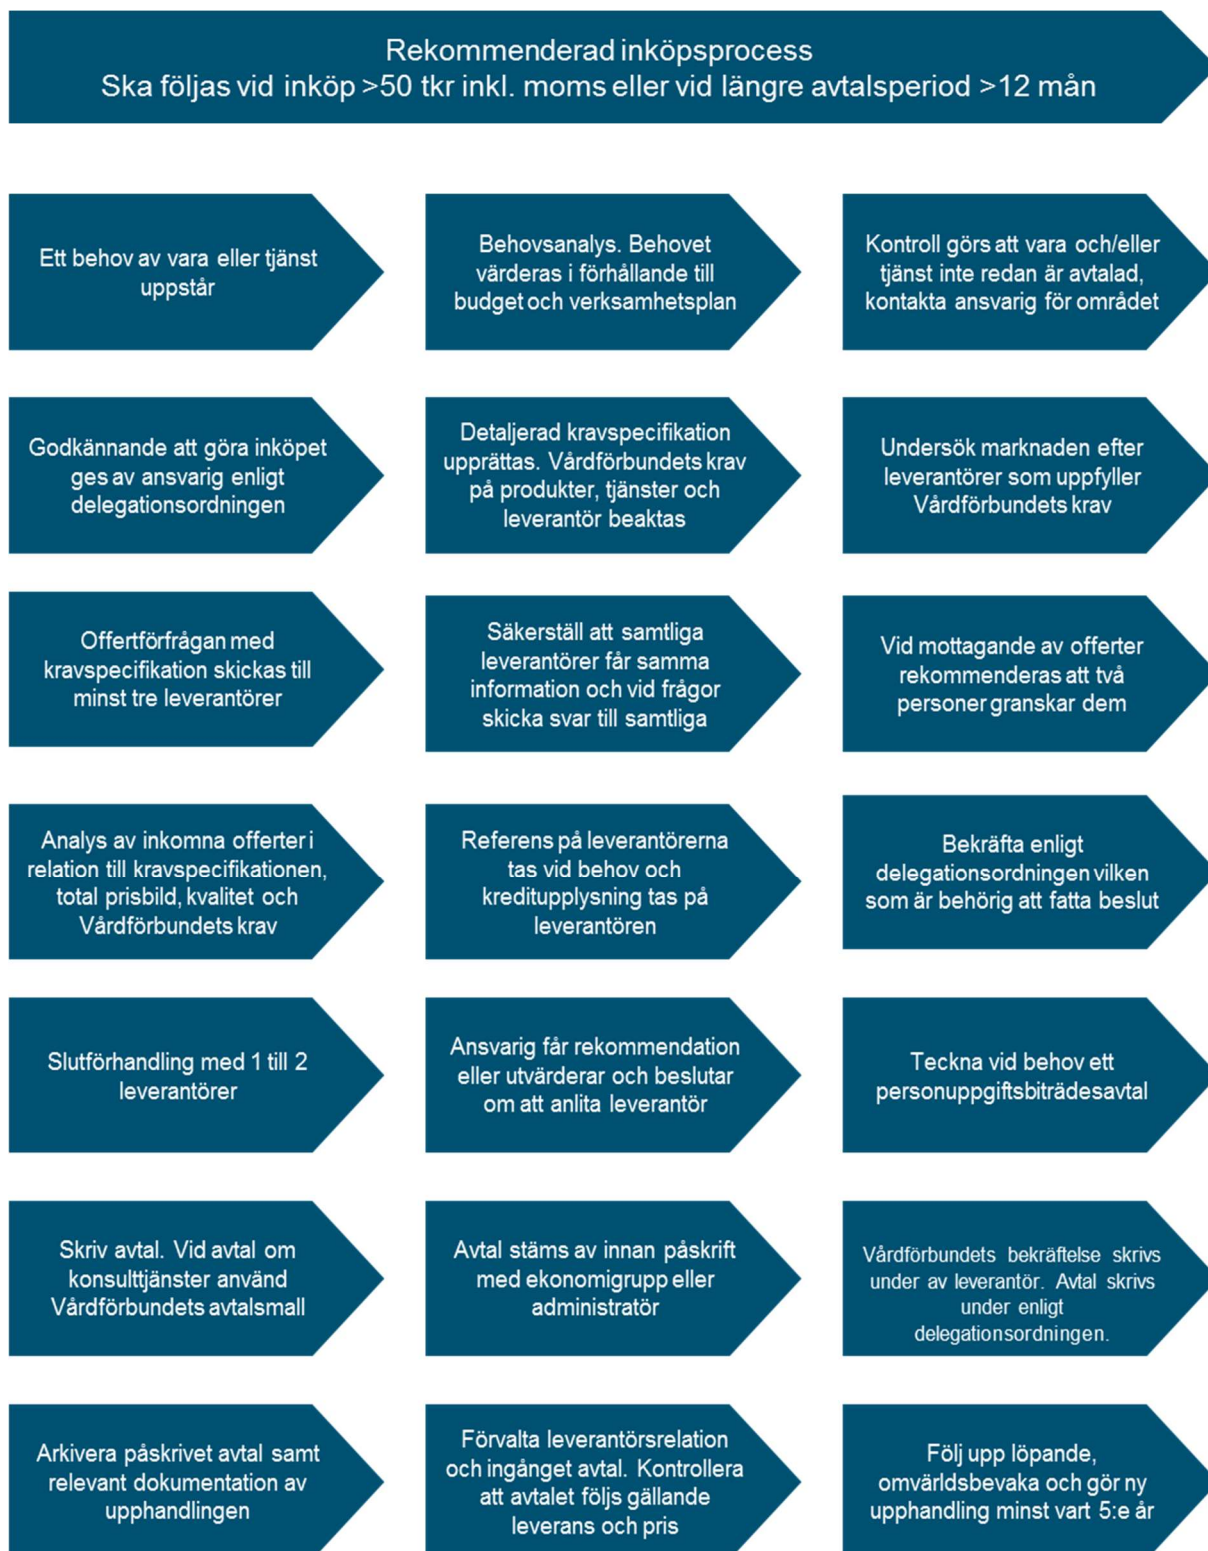 Rekommenderad inköpsprocess
Ska följas vid inköp >50 tkr inkl. moms eller vid längre avtalsperiod >12 mån
Ett behov av vara eller tjänst
uppstår
Behovsanalys. Behovet
värderas i förhållande till
budget och verksamhetsplan
Kontroll görs att vara och/eller
tjänst inte redan är avtalad,
kontakta ansvarig för området
Godkännande att göra inköpet
ges av ansvarig enligt
delegationsordningen
Detaljerad kravspecifikation
upprättas. Vårdförbundets krav
på produkter, tjänster och
leverantör beaktas
Undersök marknaden efter
leverantörer som uppfyller
Vårdförbundets krav
Offertförfrågan med
kravspecifikation skickas till
minst tre leverantörer
Säkerställ att samtliga
leverantörer får samma
information och vid frågor
skicka svar till samtliga
Vid mottagande av offerter
rekommenderas att två
personer granskar dem
Analys av inkomna offerter i
relation till kravspecifikationen,
total prisbild, kvalitet och
Vårdförbundets krav
Referens på leverantörerna
tas vid behov och
kreditupplysning tas på
leverantören
Bekräfta enligt
delegationsordningen vilken
som är behörig att fatta beslut
Slutförhandling med 1 till 2
leverantörer
Ansvarig får rekommendation
eller utvärderar och beslutar
om att anlita leverantör
Teckna vid behov ett
personuppgiftsbiträdesavtal
Skriv avtal. Vid avtal om
konsulttjänster använd
Vårdförbundets avtalsmall
Avtal stäms av innan påskrift
med ekonomigrupp eller
administratör
Vårdförbundets bekräftelse skrivs
under av leverantör. Avtal skrivs
under enligt
delegationsordningen.
Arkivera påskrivet avtal samt
relevant dokumentation av
upphandlingen
Förvalta leverantörsrelation
och ingånget avtal. Kontrollera
att avtalet följs gällande
leverans och pris
Följ upp löpande,
omvärldsbevaka och gör ny
upphandling minst vart 5:e år